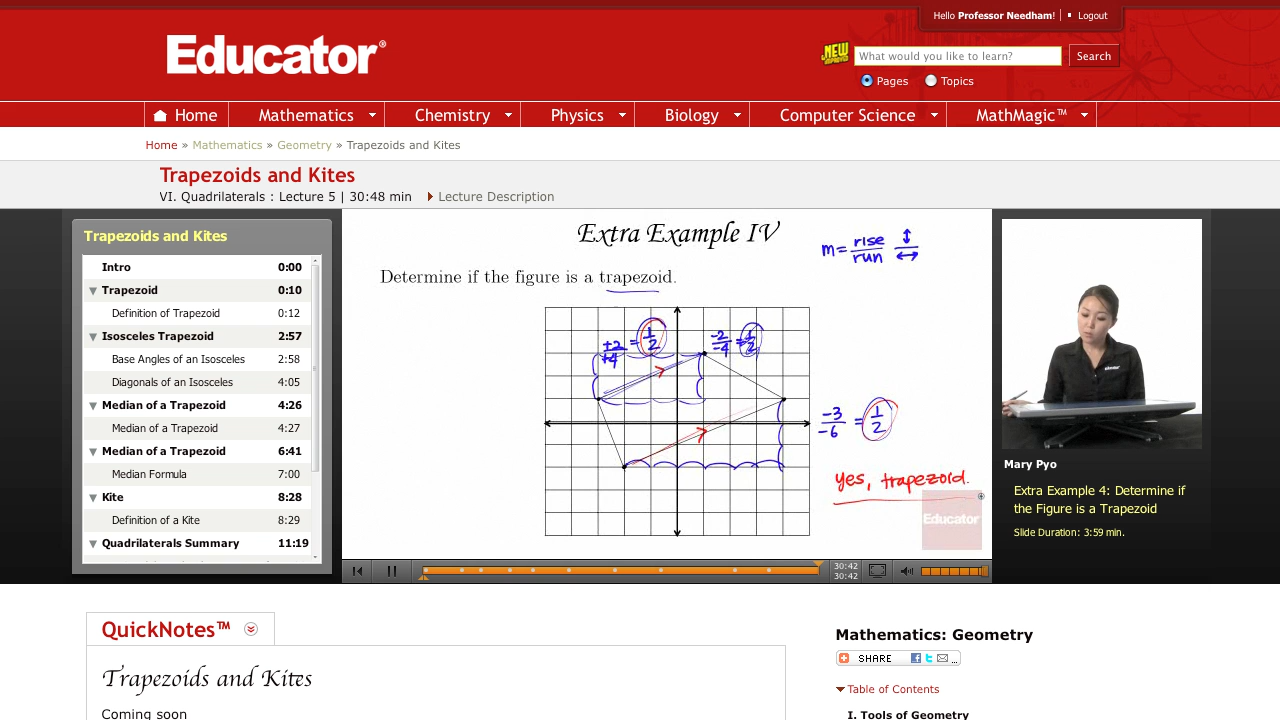 Hello Professor Needham! Logout
Educator®
NEW
What would you like to learn? Search
Pages Topics
Home Mathematics Chemistry Physics Biology Computer Science MathMagic™
Home » Mathematics » Geometry » Trapezoids and Kites
Trapezoids and Kites
VI. Quadrilaterals : Lecture 5 | 30:48 min Lecture Description
Trapezoids and Kites
Intro 0:00
Trapezoid 0:10
Definition of Trapezoid 0:12
Isosceles Trapezoid 2:57
Base Angles of an Isosceles 2:58
Diagonals of an Isosceles 4:05
Median of a Trapezoid 4:26
Median of a Trapezoid 4:27
Median of a Trapezoid 6:41
Median Formula 7:00
Kite 8:28
Definition of a Kite 8:29
Quadrilaterals Summary 11:19
Extra Example IV
m = rise/run
Determine if the figure is a trapezoid.
+2/+4 = 1/2
-2/-4 = 1/2
-3/-6 = 1/2
yes, trapezoid.
Educator
30:42
30:42
Mary Pyo
Extra Example 4: Determine if
the Figure is a Trapezoid
Slide Duration: 3:59 min.
QuickNotes™
Trapezoids and Kites
Coming soon
Mathematics: Geometry
SHARE ...
Table of Contents
I. Tools of Geometry